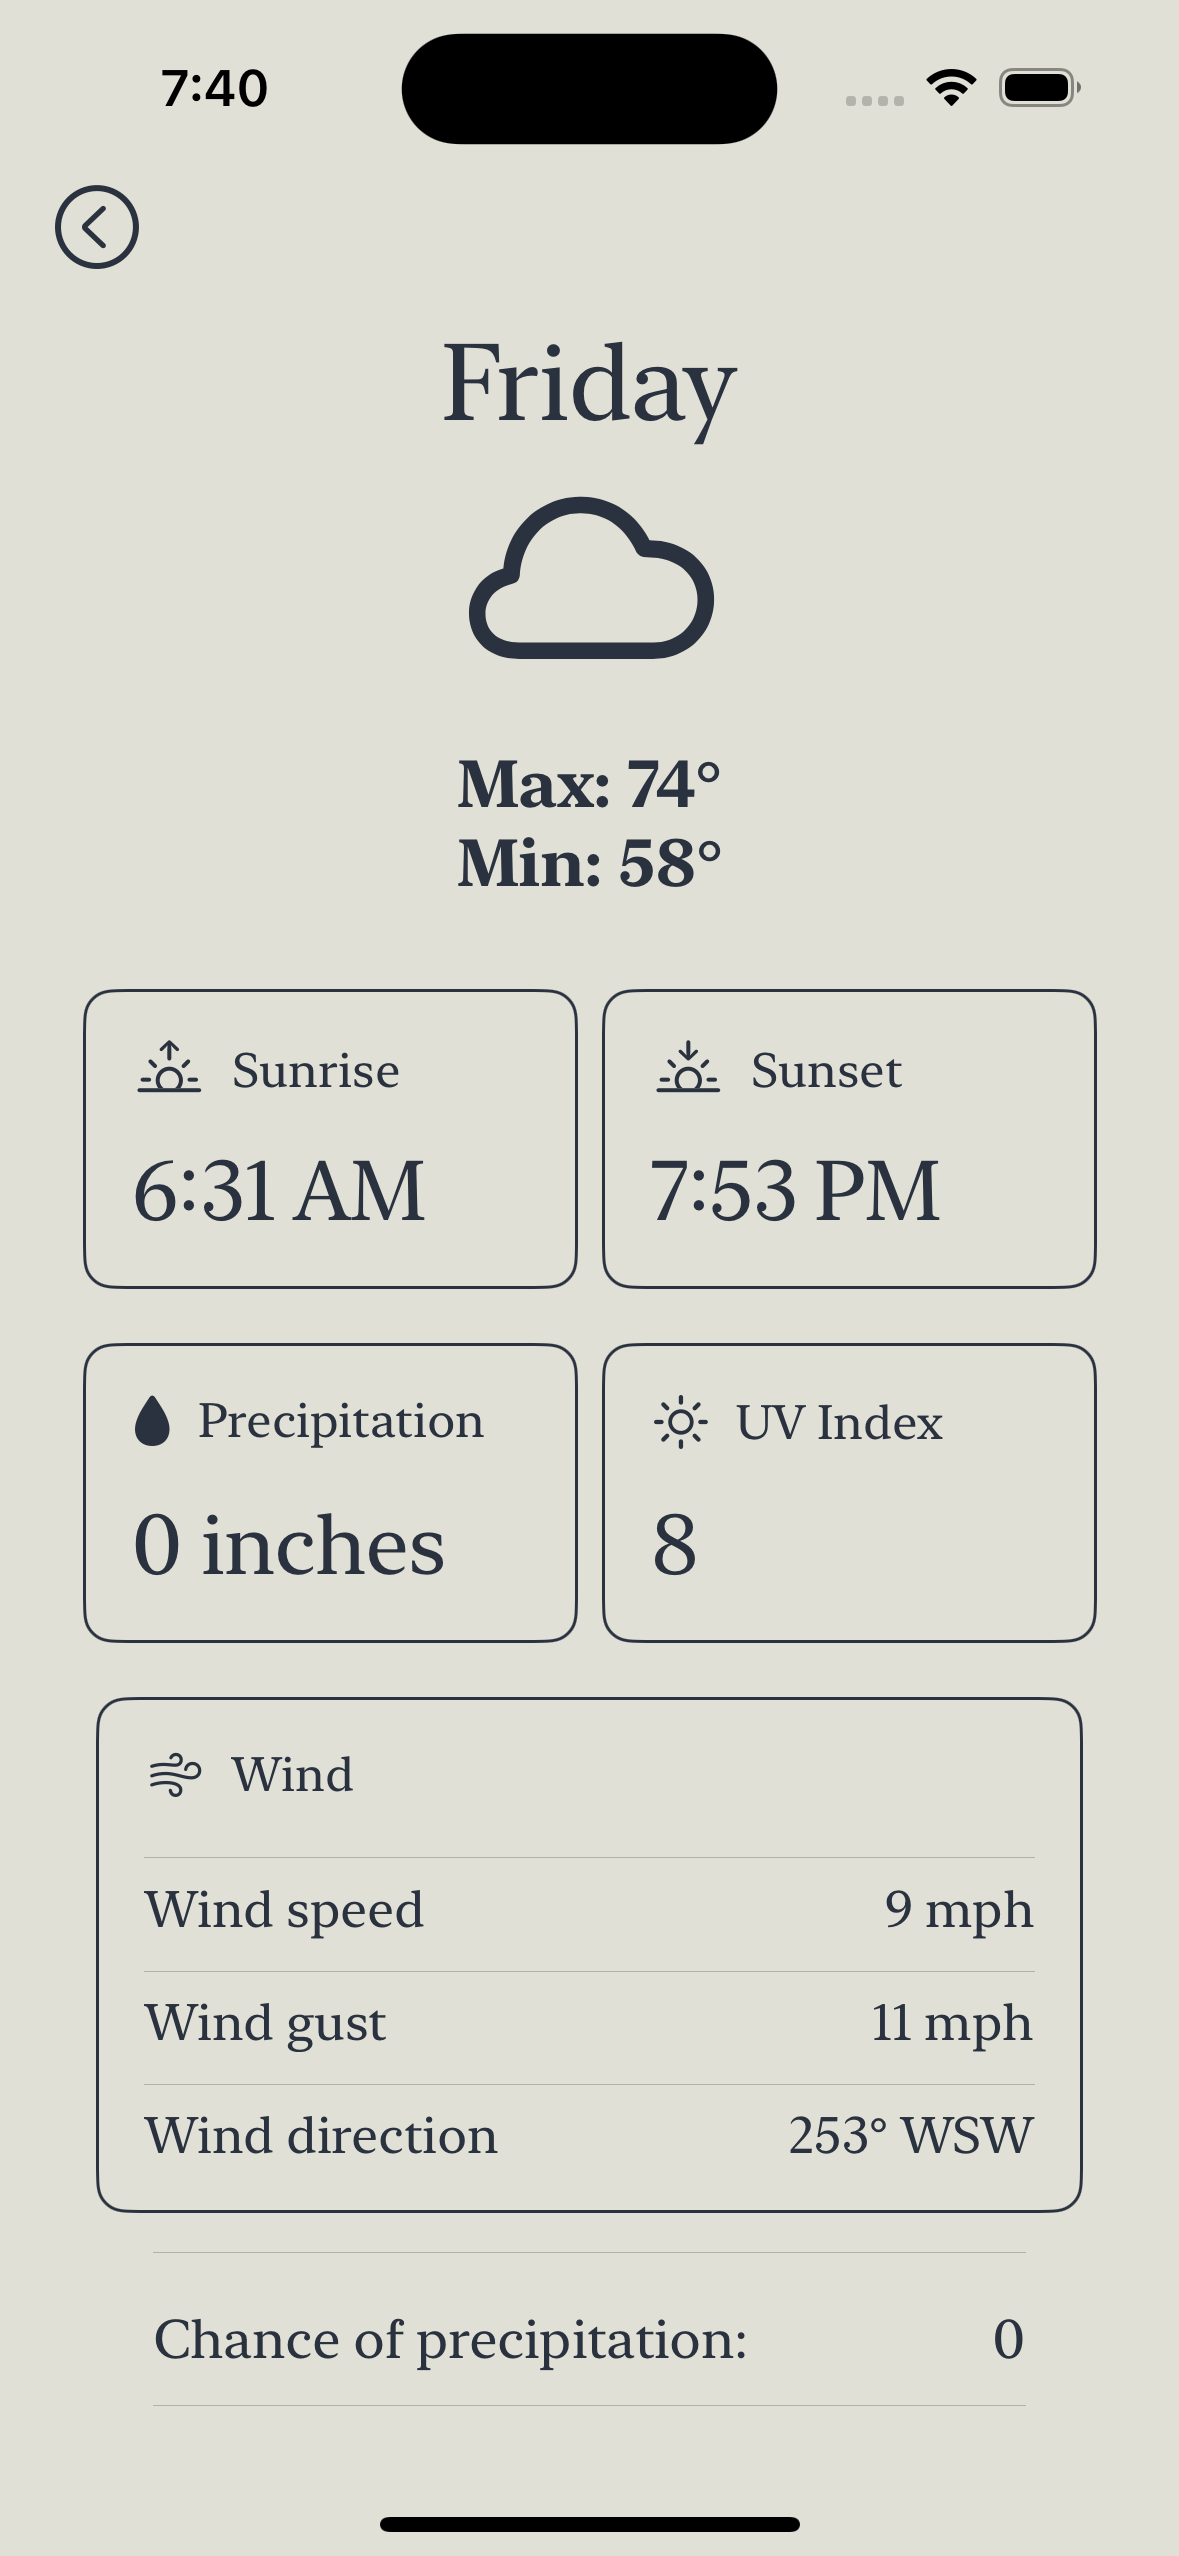 7:40
Friday
Max: 74°
Min: 58°
Sunrise
6:31 AM
Sunset
7:53 PM
Precipitation
0 inches
UV Index
8
Wind
Wind speed 9 mph
Wind gust 11 mph
Wind direction 253° WSW
Chance of precipitation: 0